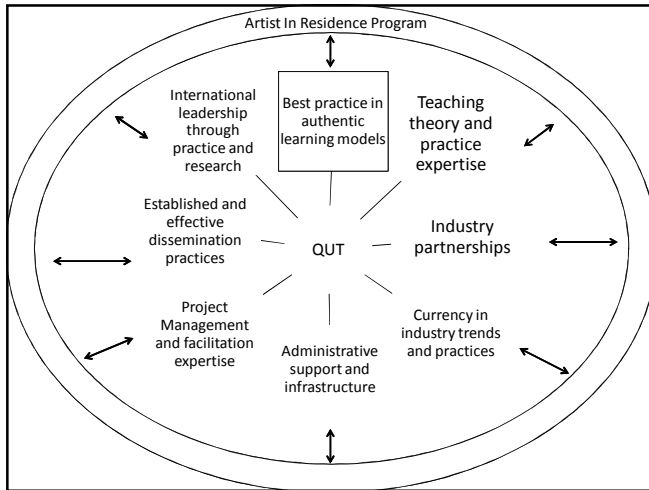 Artist In Residence Program
International
leadership
through
practice and
research
Best practice in
authentic
learning models
Teaching
theory and
practice
expertise
Established and
effective
dissemination
practices
QUT
Industry
partnerships
Project
Management
and facilitation
expertise
Administrative
support and
infrastructure
Currency in
industry trends
and practices